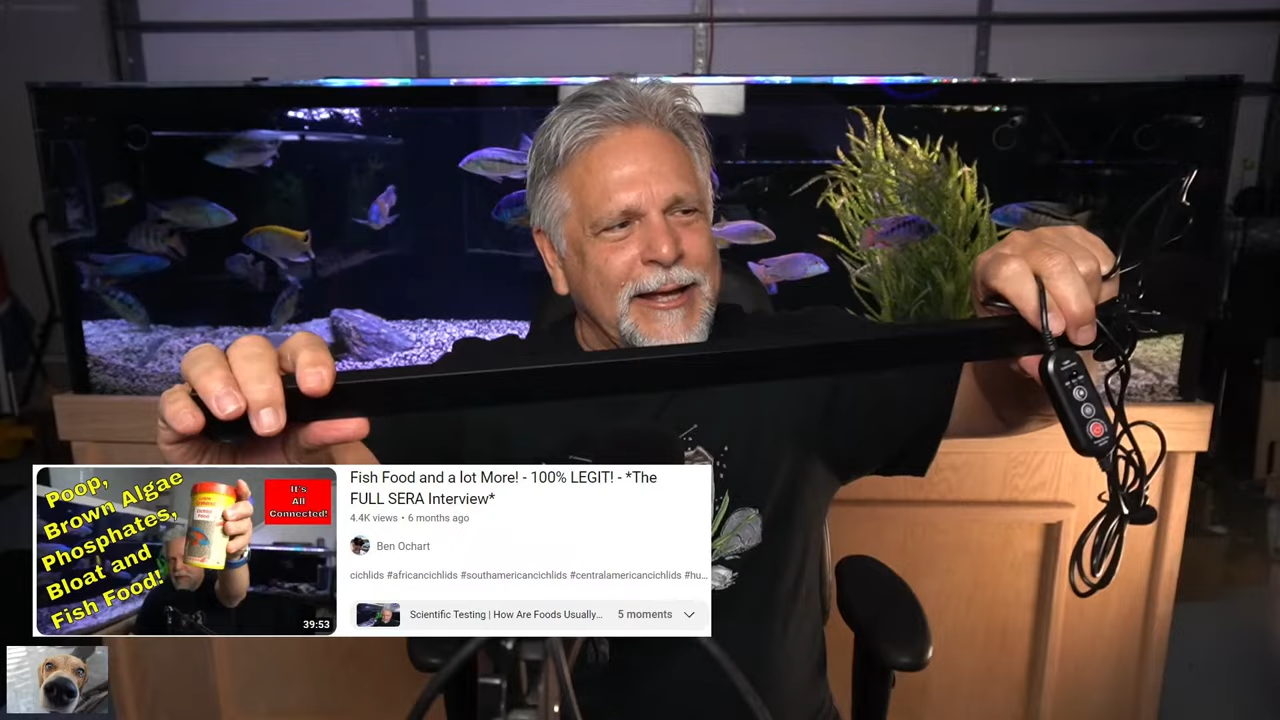 Poop,
Brown Algae
Phosphates,
Bloat and
Fish Food!
It's
All
Connected!
39:53
Fish Food and a lot More! - 100% LEGIT! - *The
FULL SERA Interview*
4.4K views • 6 months ago
Ben Ochart
cichlids #africancichlids #southamericancichlids #centralamericancichlids #hu...
Scientific Testing | How Are Foods Usually...
5 moments